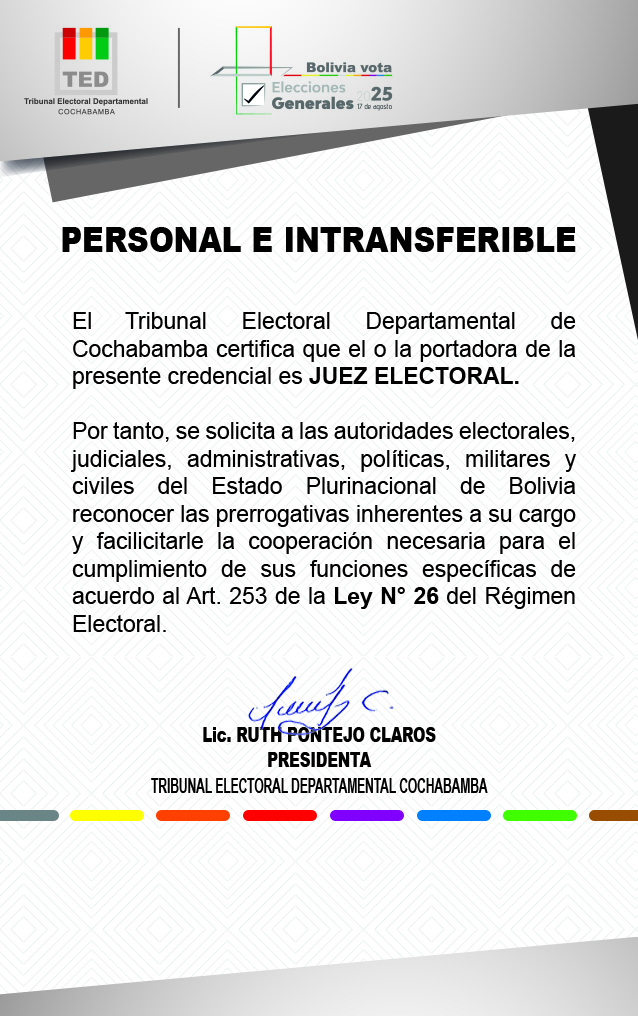 TED
Tribunal Electoral Departamental
COCHABAMBA
Bolivia vota
Elecciones
Generales 2025
17 de agosto
PERSONAL E INTRANSFERIBLE
El Tribunal Electoral Departamental de
Cochabamba certifica que el o la portadora de la
presente credencial es JUEZ ELECTORAL.
Por tanto, se solicita a las autoridades electorales,
judiciales, administrativas, políticas, militares y
civiles del Estado Plurinacional de Bolivia
reconocer las prerrogativas inherentes a su cargo
y facilicitarle la cooperación necesaria para el
cumplimiento de sus funciones específicas de
acuerdo al Art. 253 de la Ley N° 26 del Régimen
Electoral.
Lic. RUTH PONTEJO CLAROS
PRESIDENTA
TRIBUNAL ELECTORAL DEPARTAMENTAL COCHABAMBA